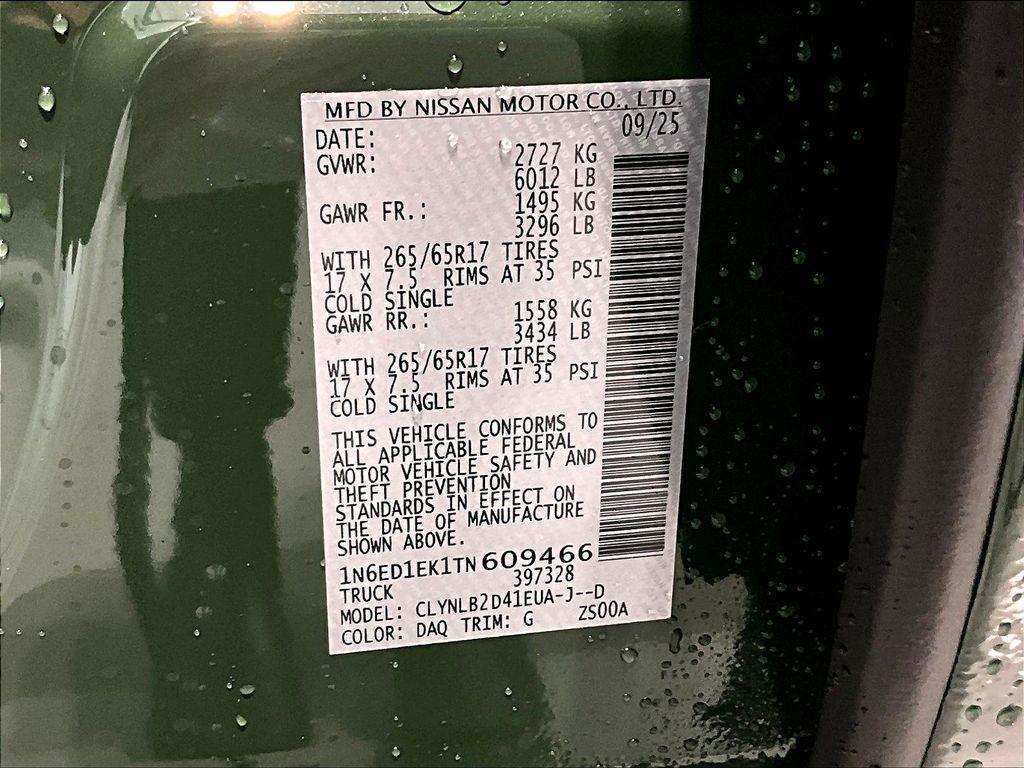 MFD BY NISSAN MOTOR CO., LTD.
DATE: 09/25
GVWR: 2727 KG
6012 LB
GAWR FR.: 1495 KG
3296 LB
WITH 265/65R17 TIRES
17 X 7.5 RIMS AT 35 PSI
COLD SINGLE
GAWR RR.: 1558 KG
3434 LB
WITH 265/65R17 TIRES
17 X 7.5 RIMS AT 35 PSI
COLD SINGLE
THIS VEHICLE CONFORMS TO
ALL APPLICABLE FEDERAL
MOTOR VEHICLE SAFETY AND
THEFT PREVENTION
STANDARDS IN EFFECT ON
THE DATE OF MANUFACTURE
SHOWN ABOVE.
1N6ED1EK1TN609466
TRUCK 397328
MODEL: CLYNLB2D41EUA-J--D
COLOR: DAQ TRIM: G ZS00A